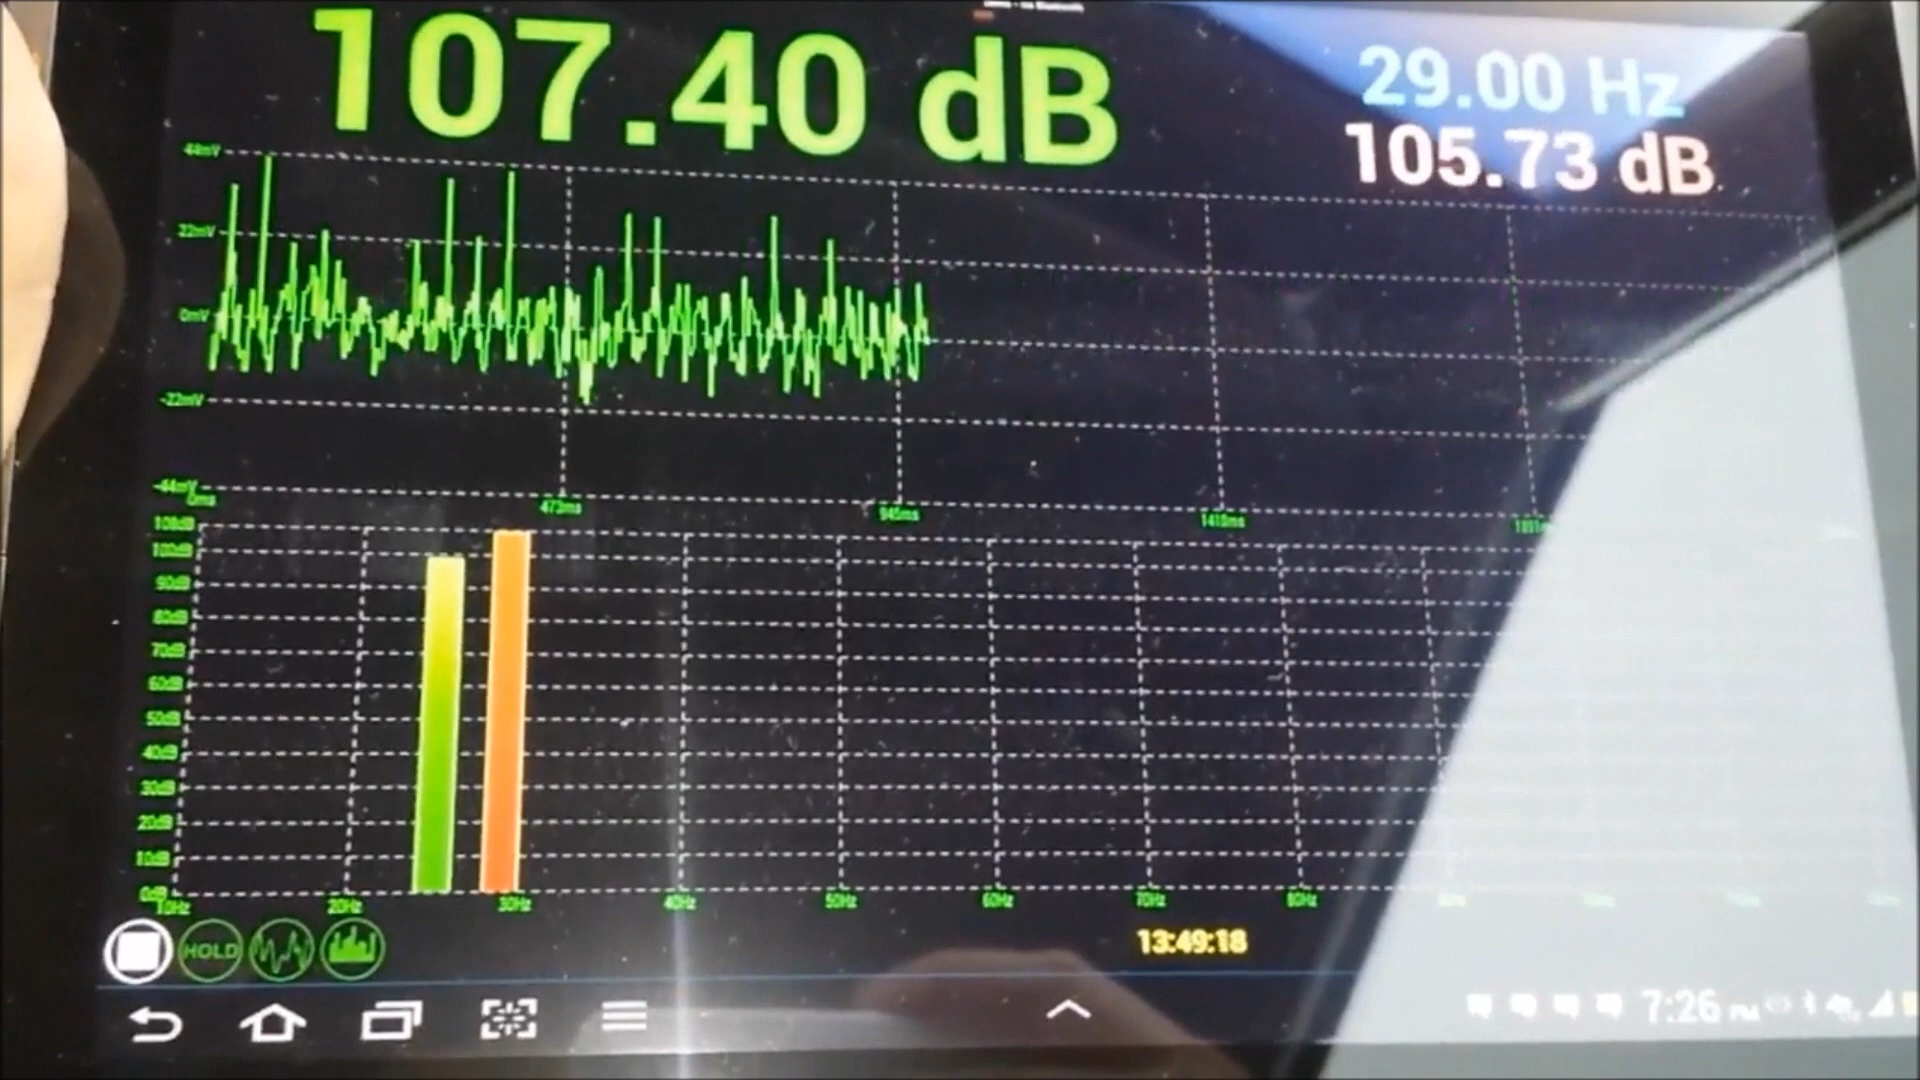 107.40 dB
29.00 Hz
105.73 dB
44mV
22mV
0mV
-22mV
-44mV
0ms 473ms 945ms 1418ms
108dB
100dB
90dB
80dB
70dB
60dB
50dB
40dB
30dB
20dB
10dB
0dB
10Hz 20Hz 30Hz 40Hz 50Hz 60Hz 70Hz 80Hz
HOLD
13:49:18
7:26 PM